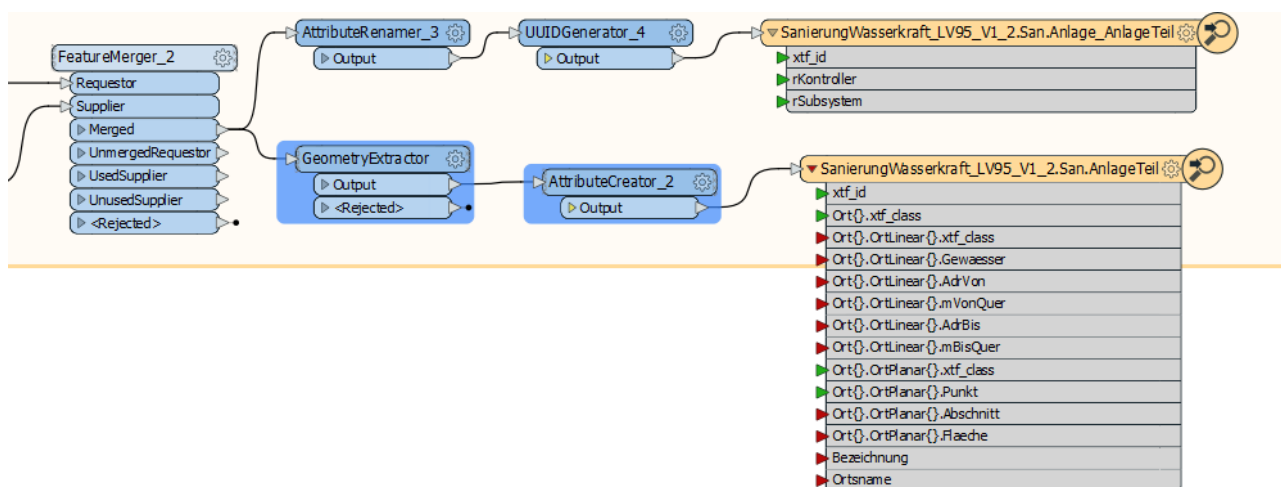 FeatureMerger_2
Requestor
Supplier
Merged
UnmergedRequestor
UsedSupplier
UnusedSupplier
<Rejected>
AttributeRenamer_3
Output
UUIDGenerator_4
Output
SanierungWasserkraft_LV95_V1_2.San.Anlage_AnlageTeil
xtf_id
rKontroller
rSubsystem
GeometryExtractor
Output
<Rejected>
AttributeCreator_2
Output
SanierungWasserkraft_LV95_V1_2.San.AnlageTeil
xtf_id
Ort{}.xtf_class
Ort{}.OrtLinear{}.xtf_class
Ort{}.OrtLinear{}.Gewaesser
Ort{}.OrtLinear{}.AdrVon
Ort{}.OrtLinear{}.mVonQuer
Ort{}.OrtLinear{}.AdrBis
Ort{}.OrtLinear{}.mBisQuer
Ort{}.OrtPlanar{}.xtf_class
Ort{}.OrtPlanar{}.Punkt
Ort{}.OrtPlanar{}.Abschnitt
Ort{}.OrtPlanar{}.Flaeche
Bezeichnung
Ortsname